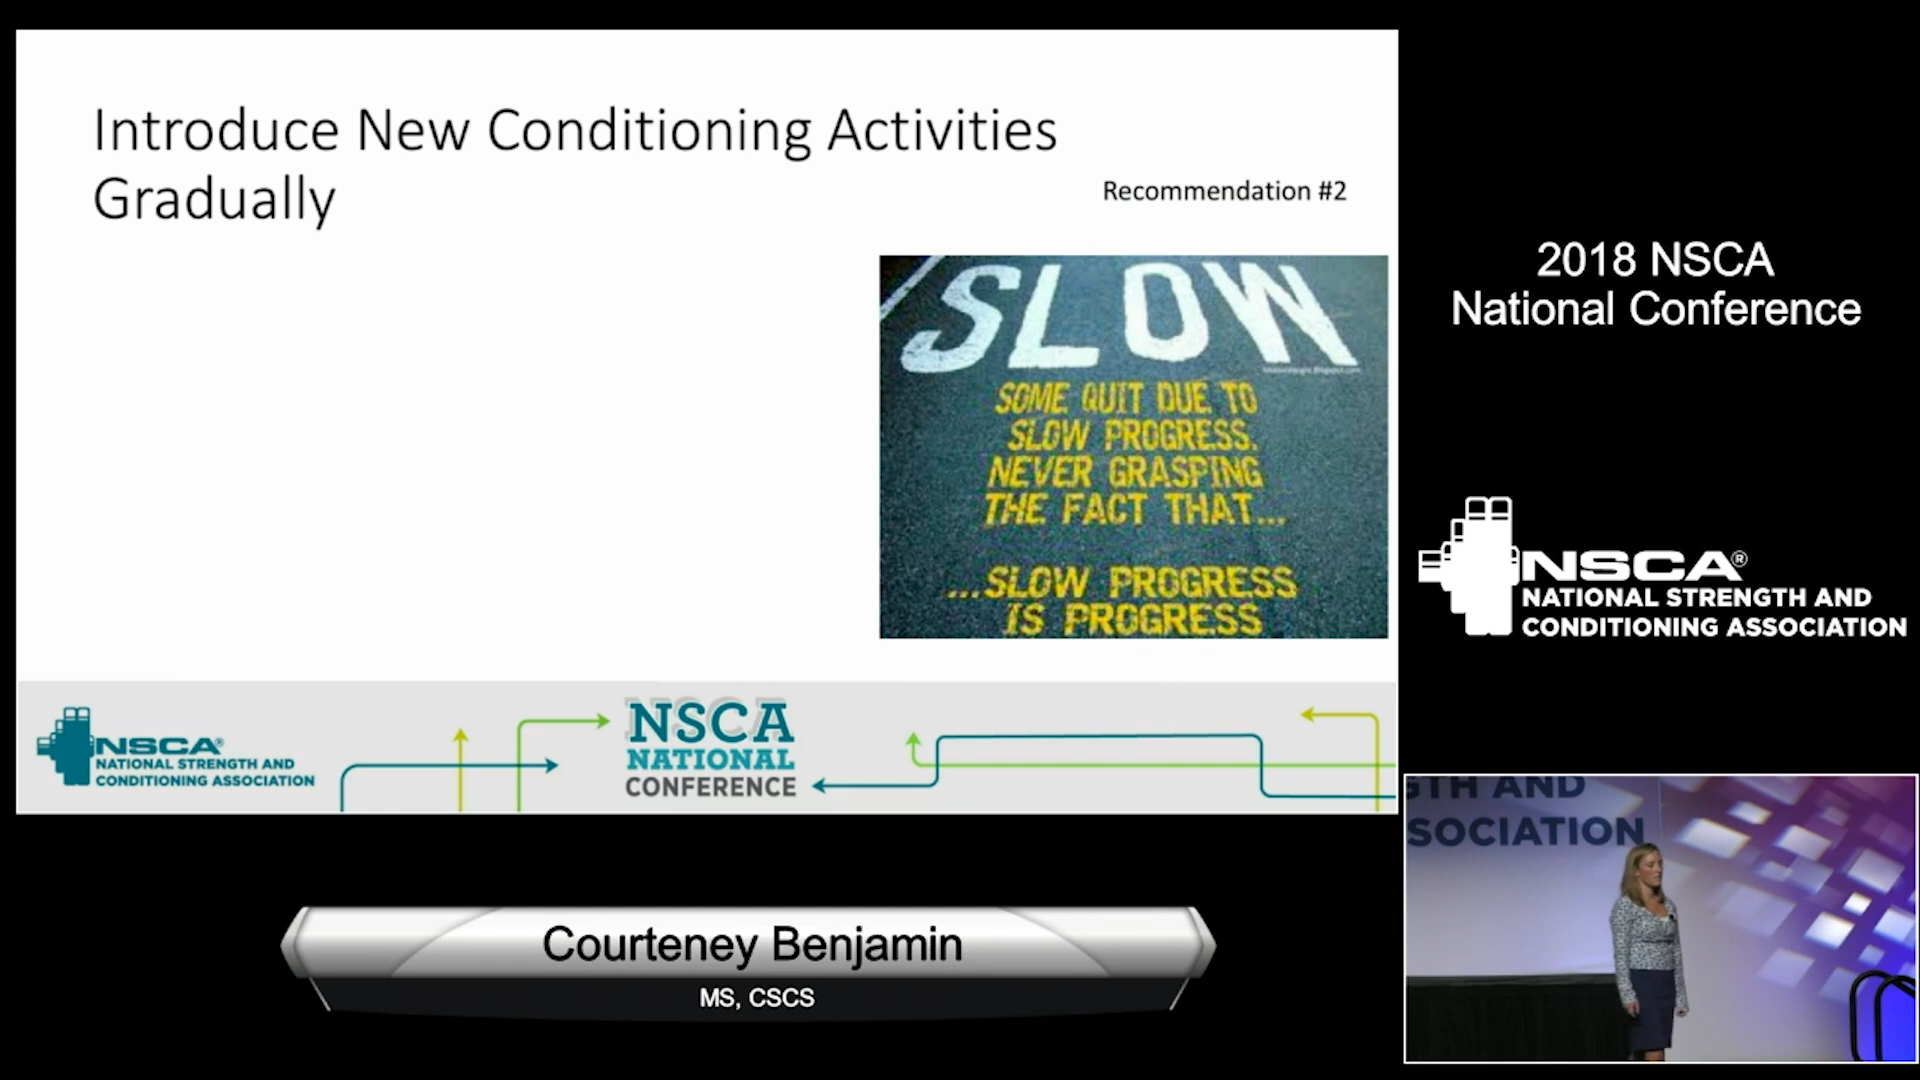 Introduce New Conditioning Activities
Gradually
Recommendation #2
SLOW
SOME QUIT DUE TO
SLOW PROGRESS.
NEVER GRASPING
THE FACT THAT...
...SLOW PROGRESS
IS PROGRESS
NSCA
NATIONAL STRENGTH AND
CONDITIONING ASSOCIATION
NSCA
NATIONAL
CONFERENCE
2018 NSCA
National Conference
NSCA®
NATIONAL STRENGTH AND
CONDITIONING ASSOCIATION
GTH AND
SOCIATION
Courteney Benjamin
MS, CSCS